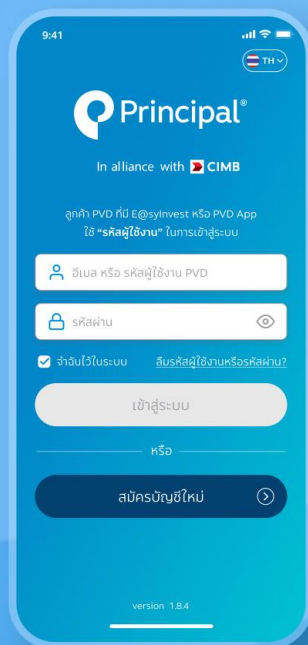 9:41
TH
Principal®
In alliance with CIMB
ลูกค้า PVD ที่มี E@syInvest หรือ PVD App
ใช้ “รหัสผู้ใช้งาน” ในการเข้าสู่ระบบ
อีเมล หรือ รหัสผู้ใช้งาน PVD
รหัสผ่าน
จำฉันไว้ในระบบ ลืมรหัสผู้ใช้งานหรือรหัสผ่าน?
เข้าสู่ระบบ
หรือ
สมัครบัญชีใหม่
version 1.8.4